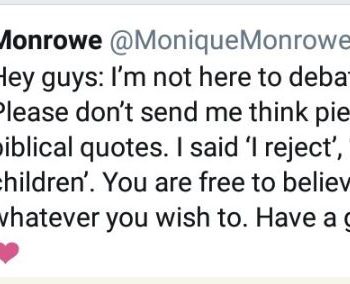 Monrowe @MoniqueMonrowe
Hey guys: I'm not here to deba
Please don't send me think pie
biblical quotes. I said 'I reject', '
children'. You are free to believ
whatever you wish to. Have a g